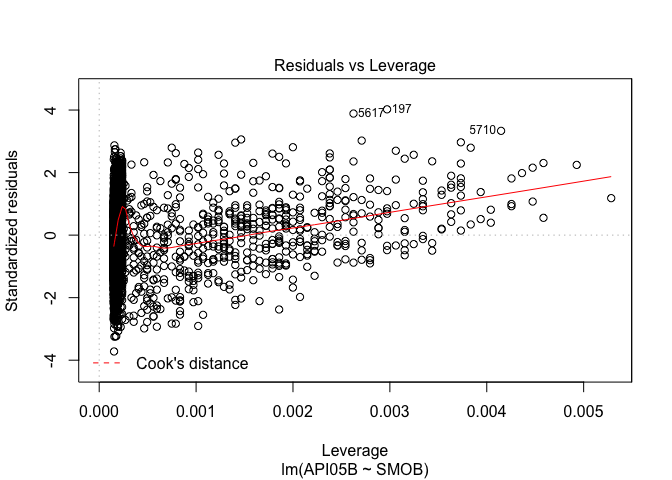 Residuals vs Leverage
Standardized residuals
4
2
0
-2
-4
5617
197
5710
Cook's distance
0.000 0.001 0.002 0.003 0.004 0.005
Leverage
lm(API05B ~ SMOB)